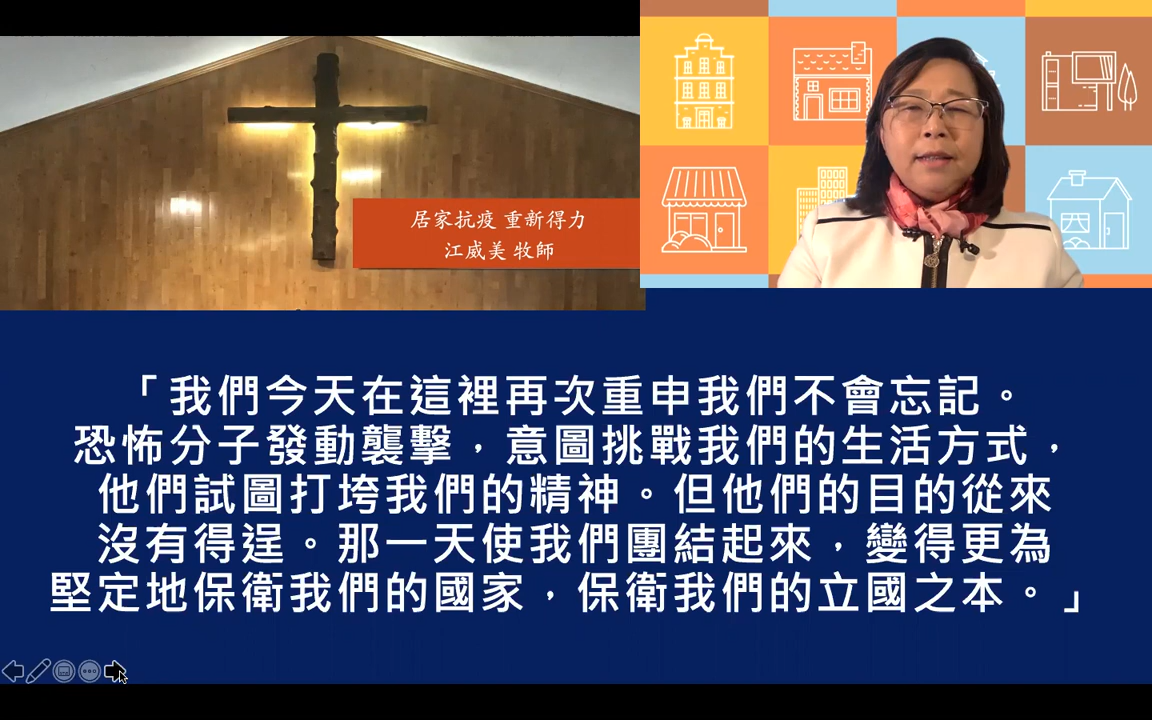 居家抗疫 重新得力
江威美 牧師
「我們今天在這裡再次重申我們不會忘記。
恐怖分子發動襲擊，意圖挑戰我們的生活方式，
他們試圖打垮我們的精神。但他們的目的從來
沒有得逞。那一天使我們團結起來，變得更為
堅定地保衛我們的國家，保衛我們的立國之本。」